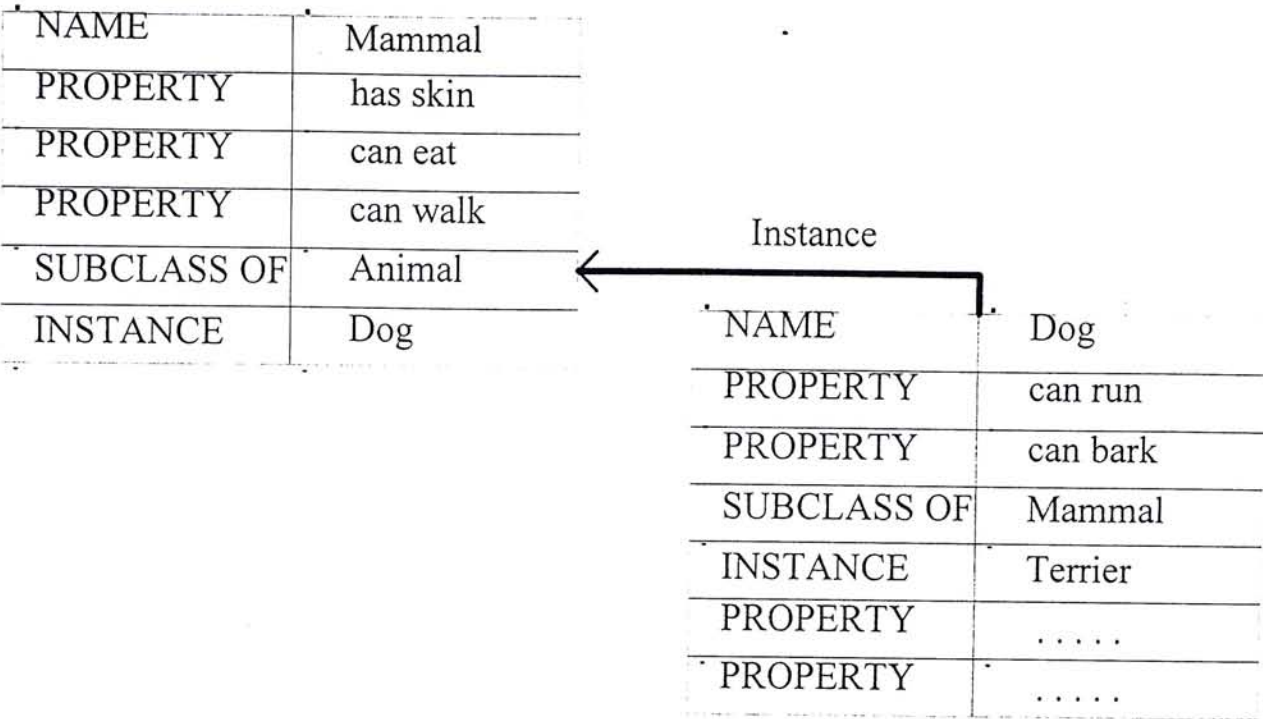 NAME Mammal
PROPERTY has skin
PROPERTY can eat
PROPERTY can walk
SUBCLASS OF Animal
INSTANCE Dog
Instance
NAME Dog
PROPERTY can run
PROPERTY can bark
SUBCLASS OF Mammal
INSTANCE Terrier
PROPERTY . . . . .
PROPERTY . . . . .